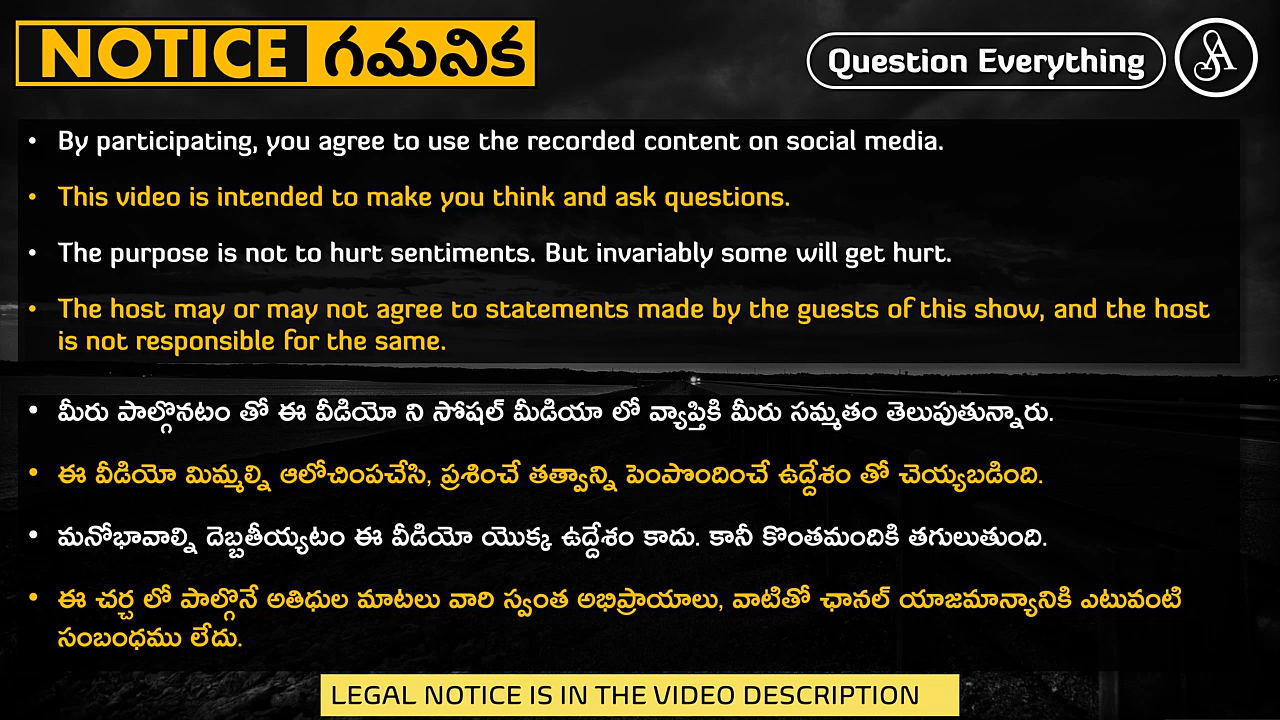 NOTICE గమనిక
Question Everything
• By participating, you agree to use the recorded content on social media.
• This video is intended to make you think and ask questions.
• The purpose is not to hurt sentiments. But invariably some will get hurt.
• The host may or may not agree to statements made by the guests of this show, and the host
is not responsible for the same.
• మీరు పాల్గొనటం తో ఈ వీడియో ని సోషల్ మీడియా లో వ్యాప్తికి మీరు సమ్మతం తెలుపుతున్నారు.
• ఈ వీడియో మిమ్మల్ని ఆలోచింపచేసి, ప్రశించే తత్వాన్ని పెంపొందించే ఉద్దేశం తో చెయ్యబడింది.
• మనోభావాల్ని దెబ్బతీయ్యటం ఈ వీడియో యొక్క ఉద్దేశం కాదు. కానీ కొంతమందికి తగులుతుంది.
• ఈ చర్చ లో పాల్గొనే అతిధుల మాటలు వారి స్వంత అభిప్రాయాలు, వాటితో ఛానల్ యాజమాన్యానికి ఎటువంటి
సంబంధము లేదు.
LEGAL NOTICE IS IN THE VIDEO DESCRIPTION